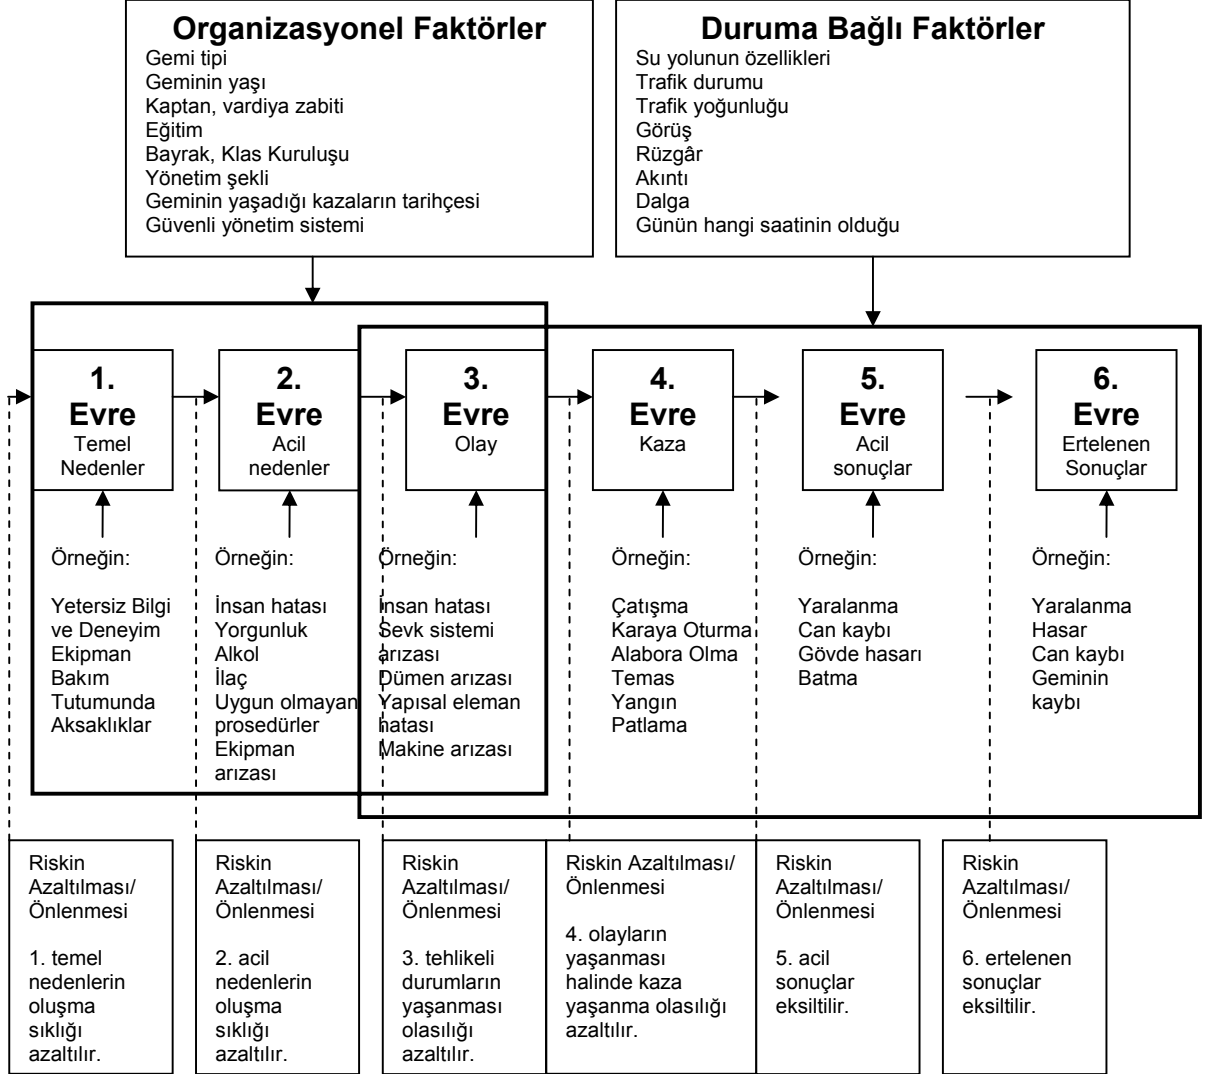 Organizasyonel Faktörler
Gemi tipi
Geminin yaşı
Kaptan, vardiya zabiti
Eğitim
Bayrak, Klas Kuruluşu
Yönetim şekli
Geminin yaşadığı kazaların tarihçesi
Güvenli yönetim sistemi
Duruma Bağlı Faktörler
Su yolunun özellikleri
Trafik durumu
Trafik yoğunluğu
Görüş
Rüzgâr
Akıntı
Dalga
Günün hangi saatinin olduğu
1.
Evre
Temel
Nedenler
2.
Evre
Acil
nedenler
3.
Evre
Olay
4.
Evre
Kaza
5.
Evre
Acil
sonuçlar
6.
Evre
Ertelenen
Sonuçlar
Örneğin:
Yetersiz Bilgi
ve Deneyim
Ekipman
Bakım
Tutumunda
Aksaklıklar
Örneğin:
İnsan hatası
Yorgunluk
Alkol
İlaç
Uygun olmayan
prosedürler
Ekipman
arızası
Örneğin:
İnsan hatası
Sevk sistemi
arızası
Dümen arızası
Yapısal eleman
hatası
Makine arızası
Örneğin:
Çatışma
Karaya Oturma
Alabora Olma
Temas
Yangın
Patlama
Örneğin:
Yaralanma
Can kaybı
Gövde hasarı
Batma
Örneğin:
Yaralanma
Hasar
Can kaybı
Geminin
kaybı
Riskin
Azaltılması/
Önlenmesi
1. temel
nedenlerin
oluşma
sıklığı
azaltılır.
Riskin
Azaltılması/
Önlenmesi
2. acil
nedenlerin
oluşma
sıklığı
azaltılır.
Riskin
Azaltılması/
Önlenmesi
3. tehlikeli
durumların
yaşanması
olasılığı
azaltılır.
Riskin Azaltılması/
Önlenmesi
4. olayların
yaşanması
halinde kaza
yaşanma olasılığı
azaltılır.
Riskin
Azaltılması/
Önlenmesi
5. acil
sonuçlar
eksiltilir.
Riskin
Azaltılması/
Önlenmesi
6. ertelenen
sonuçlar
eksiltilir.